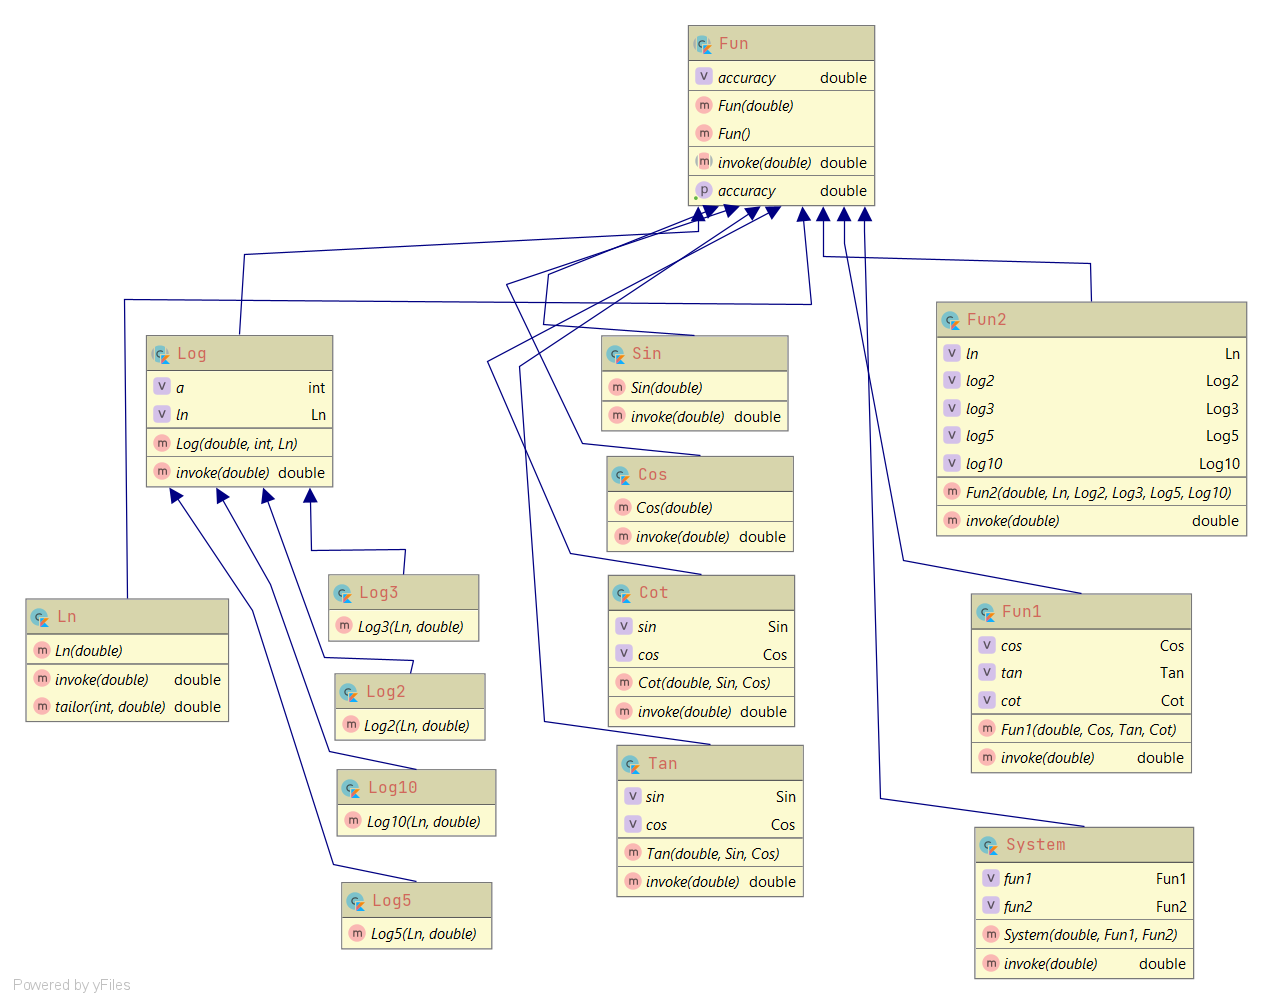 Fun
accuracy double
Fun(double)
Fun()
invoke(double) double
accuracy double
Log
a int
ln Ln
Log(double, int, Ln)
invoke(double) double
Sin
Sin(double)
invoke(double) double
Fun2
ln Ln
log2 Log2
log3 Log3
log5 Log5
log10 Log10
Fun2(double, Ln, Log2, Log3, Log5, Log10)
invoke(double) double
Cos
Cos(double)
invoke(double) double
Log3
Log3(Ln, double)
Cot
sin Sin
cos Cos
Cot(double, Sin, Cos)
invoke(double) double
Ln
Ln(double)
invoke(double) double
tailor(int, double) double
Fun1
cos Cos
tan Tan
cot Cot
Fun1(double, Cos, Tan, Cot)
invoke(double) double
Log2
Log2(Ln, double)
Tan
sin Sin
cos Cos
Tan(double, Sin, Cos)
invoke(double) double
Log10
Log10(Ln, double)
System
fun1 Fun1
fun2 Fun2
System(double, Fun1, Fun2)
invoke(double) double
Log5
Log5(Ln, double)
Powered by yFiles